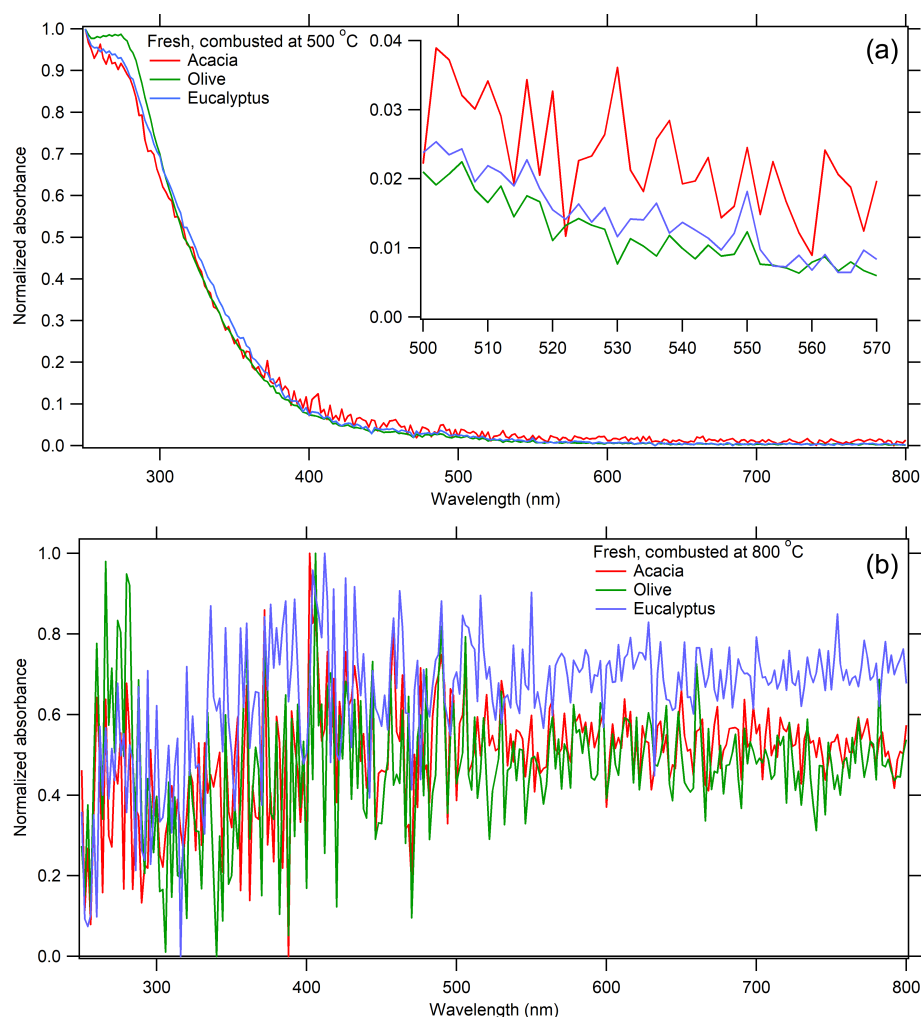 Fresh, combusted at 500 °C
Acacia
Olive
Eucalyptus
(a)
Normalized absorbance
1.0
0.9
0.8
0.7
0.6
0.5
0.4
0.3
0.2
0.1
0.0
0.04
0.03
0.02
0.01
0.00
500 510 520 530 540 550 560 570
300 400 500 600 700 800
Wavelength (nm)
Fresh, combusted at 800 °C
Acacia
Olive
Eucalyptus
(b)
Normalized absorbance
1.0
0.8
0.6
0.4
0.2
0.0
300 400 500 600 700 800
Wavelength (nm)